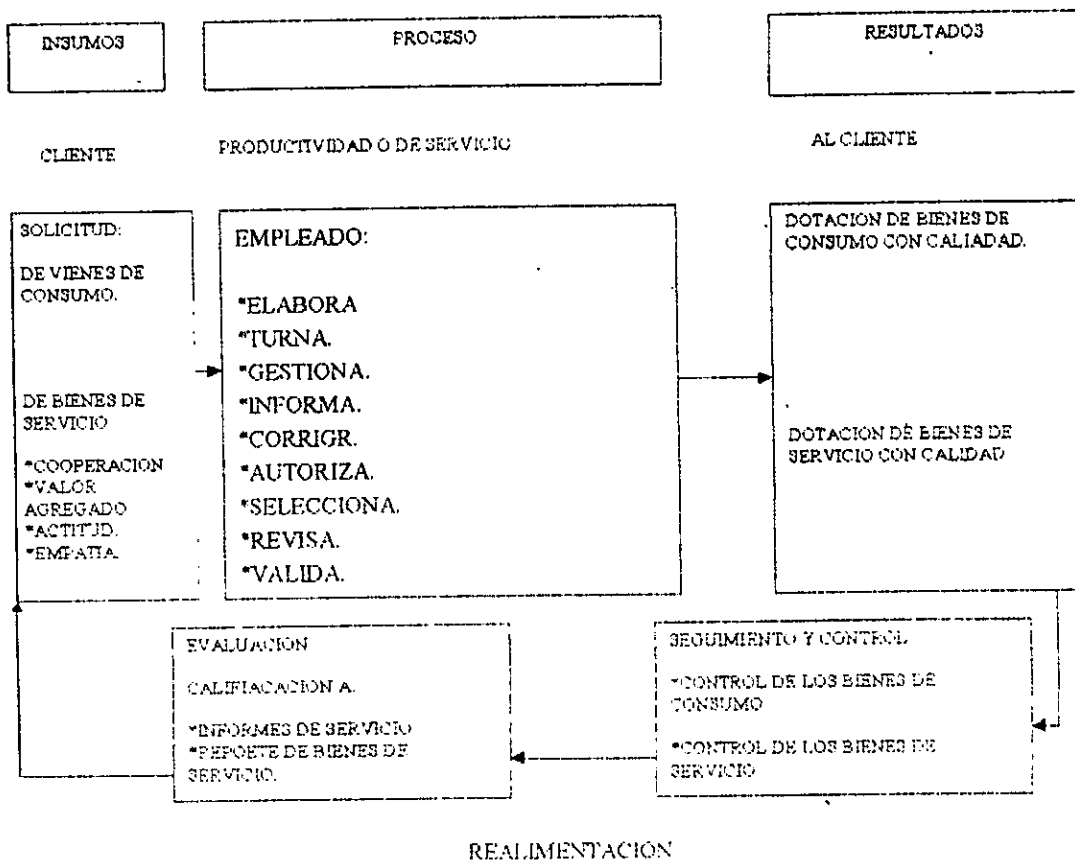 INSUMOS
PROCESO
RESULTADOS
CLIENTE
PRODUCTIVIDAD O DE SERVICIO
AL CLIENTE
SOLICITUD:
DE VIENES DE
CONSUMO.
DE BIENES DE
SERVICIO
*COOPERACION
*VALOR
AGREGADO
*ACTITUD.
*EMPATIA.
EMPLEADO:
*ELABORA
*TURNA.
*GESTIONA.
*INFORMA.
*CORRIGR.
*AUTORIZA.
*SELECCIONA.
*REVISA.
*VALIDA.
DOTACION DE BIENES DE
CONSUMO CON CALIADAD.
DOTACION DE BIENES DE
SERVICIO CON CALIDAD
EVALUACION
CALIFIACACION A.
*INFORMES DE SERVICIO
*REPOETE DE BIENES DE
SERVICIO.
SEGUIMIENTO Y CONTROL
*CONTROL DE LOS BIENES DE
CONSUMO
*CONTROL DE LOS BIENES DE
SERVICIO
REALIMENTACION